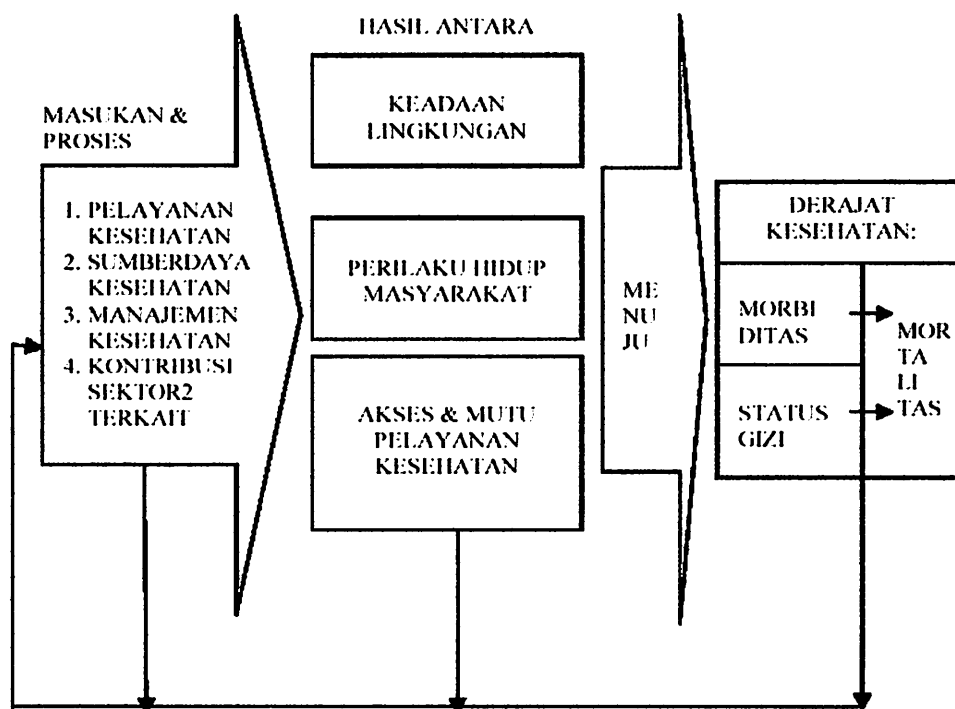 HASIL ANTARA
MASUKAN &
PROSES
1. PELAYANAN
KESEHATAN
2. SUMBERDAYA
KESEHATAN
3. MANAJEMEN
KESEHATAN
4. KONTRIBUSI
SEKTOR2
TERKAIT
KEADAAN
LINGKUNGAN
PERILAKU HIDUP
MASYARAKAT
AKSES & MUTU
PELAYANAN
KESEHATAN
ME
NU
JU
DERAJAT
KESEHATAN:
MORBI
DITAS
STATUS
GIZI
MOR
TA
LI
TAS